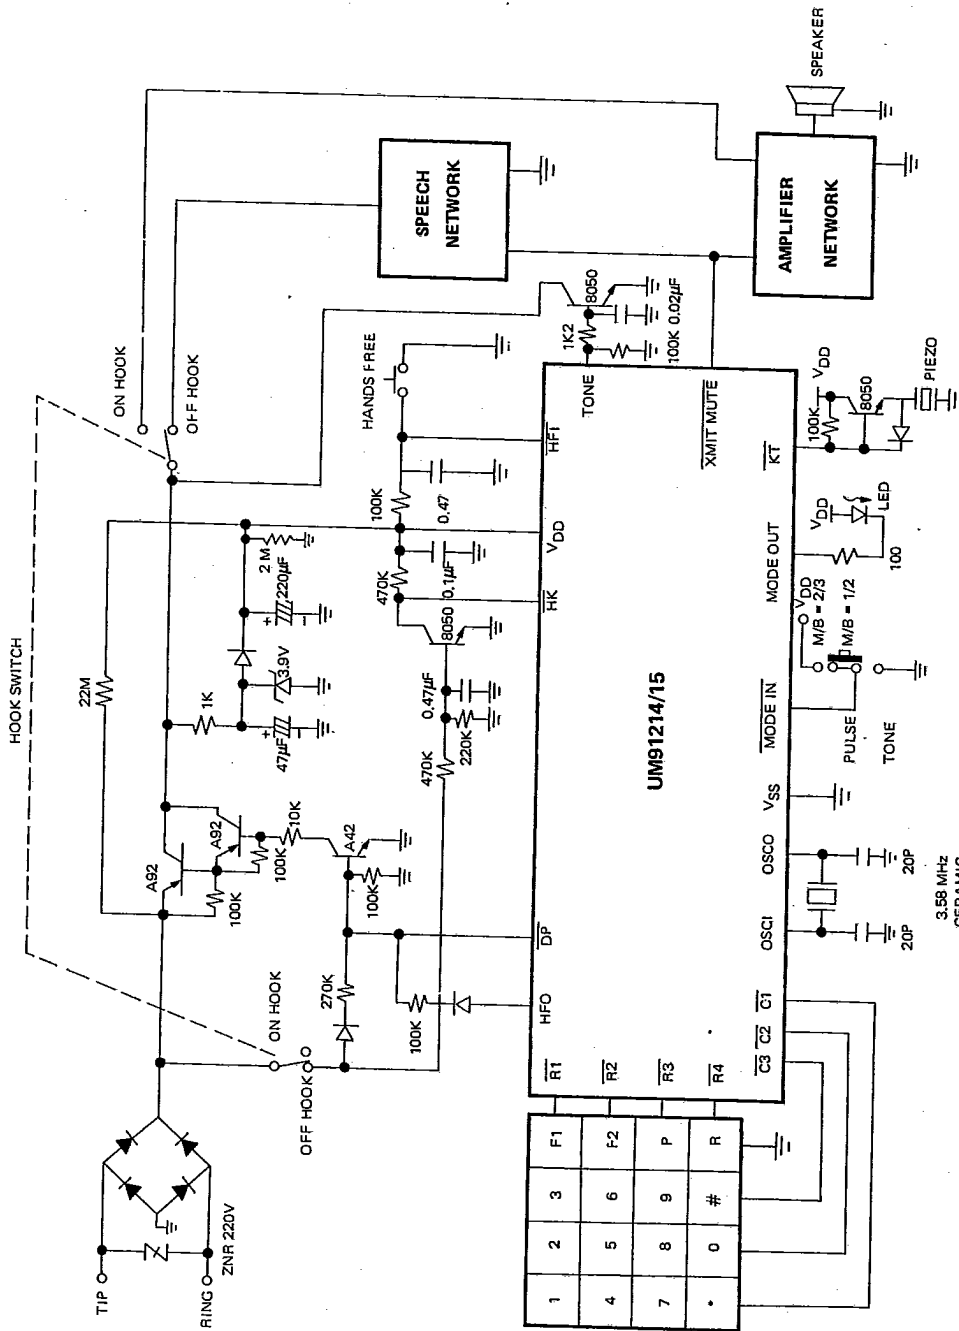 HOOK SWITCH
ON HOOK
OFF HOOK
22M
A92
A92
100K
100K
10K
A42
100K
1K
47µF
+
3.9V
220µF
+
2 M
TIP
RING
ZNR 220V
ON HOOK
OFF HOOK
270K
100K
470K
220K
0.47µF
8050
470K
0.1µF
100K
0.47
HANDS FREE
1K2
8050
100K
0.02µF
SPEECH
NETWORK
AMPLIFIER
NETWORK
SPEAKER
UM91214/15
HFO
DP
HK
VDD
HFI
TONE
XMIT MUTE
R1
R2
R3
R4
C3
C2
C1
OSCI
OSCO
VSS
MODE IN
MODE OUT
KT
1
2
3
F1
4
5
6
F2
7
8
9
P
*
0
#
R
20P
20P
3.58 MHz
CERAMIC
PULSE
TONE
VDD
M/B = 2/3
M/B = 1/2
VDD
LED
100
100K
VDD
8050
PIEZO